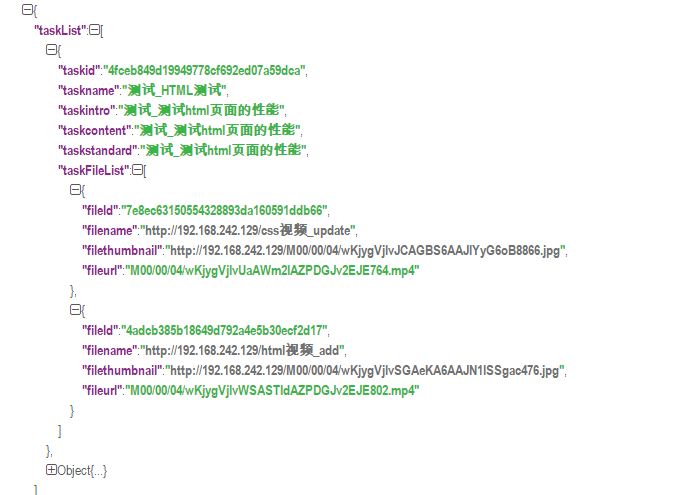 {
"taskList":[
{
"taskid":"4fceb849d19949778cf692ed07a59dca",
"taskname":"测试_HTML测试",
"taskintro":"测试_测试html页面的性能",
"taskcontent":"测试_测试html页面的性能",
"taskstandard":"测试_测试html页面的性能",
"taskFileList":[
{
"fileId":"7e8ec63150554328893da160591ddb66",
"filename":"http://192.168.242.129/css视频_update",
"filethumbnail":"http://192.168.242.129/M00/00/04/wKjygVjlvJCAGBS6AAJlYyG6oB8866.jpg",
"fileurl":"M00/00/04/wKjygVjlvUaAWm2lAZPDGJv2EJE764.mp4"
},
{
"fileId":"4adcb385b18649d792a4e5b30ecf2d17",
"filename":"http://192.168.242.129/html视频_add",
"filethumbnail":"http://192.168.242.129/M00/00/04/wKjygVjlvSGAeKA6AAJN1lSSgac476.jpg",
"fileurl":"M00/00/04/wKjygVjlvWSASTldAZPDGJv2EJE802.mp4"
}
]
},
Object{...}
]